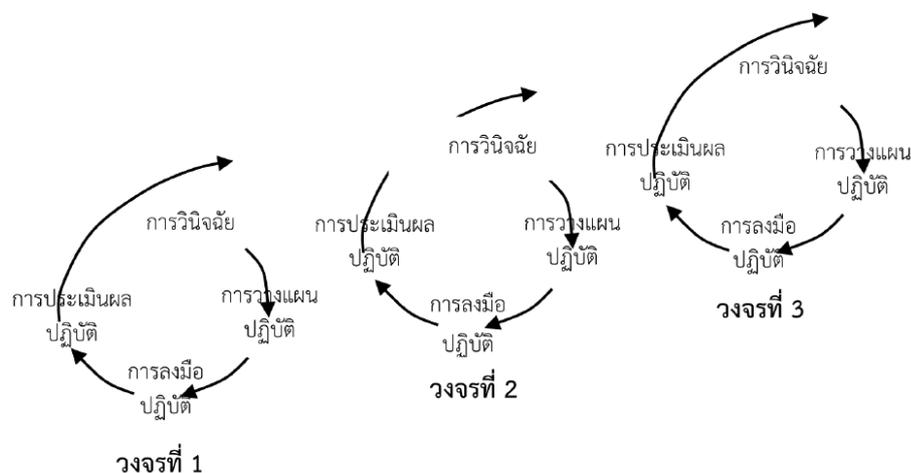 การวินิจฉัย
การวางแผน
ปฏิบัติ
การลงมือ
ปฏิบัติ
การประเมินผล
ปฏิบัติ
วงจรที่ 1
การวินิจฉัย
การวางแผน
ปฏิบัติ
การลงมือ
ปฏิบัติ
การประเมินผล
ปฏิบัติ
วงจรที่ 2
การวินิจฉัย
การวางแผน
ปฏิบัติ
การลงมือ
ปฏิบัติ
การประเมินผล
ปฏิบัติ
วงจรที่ 3